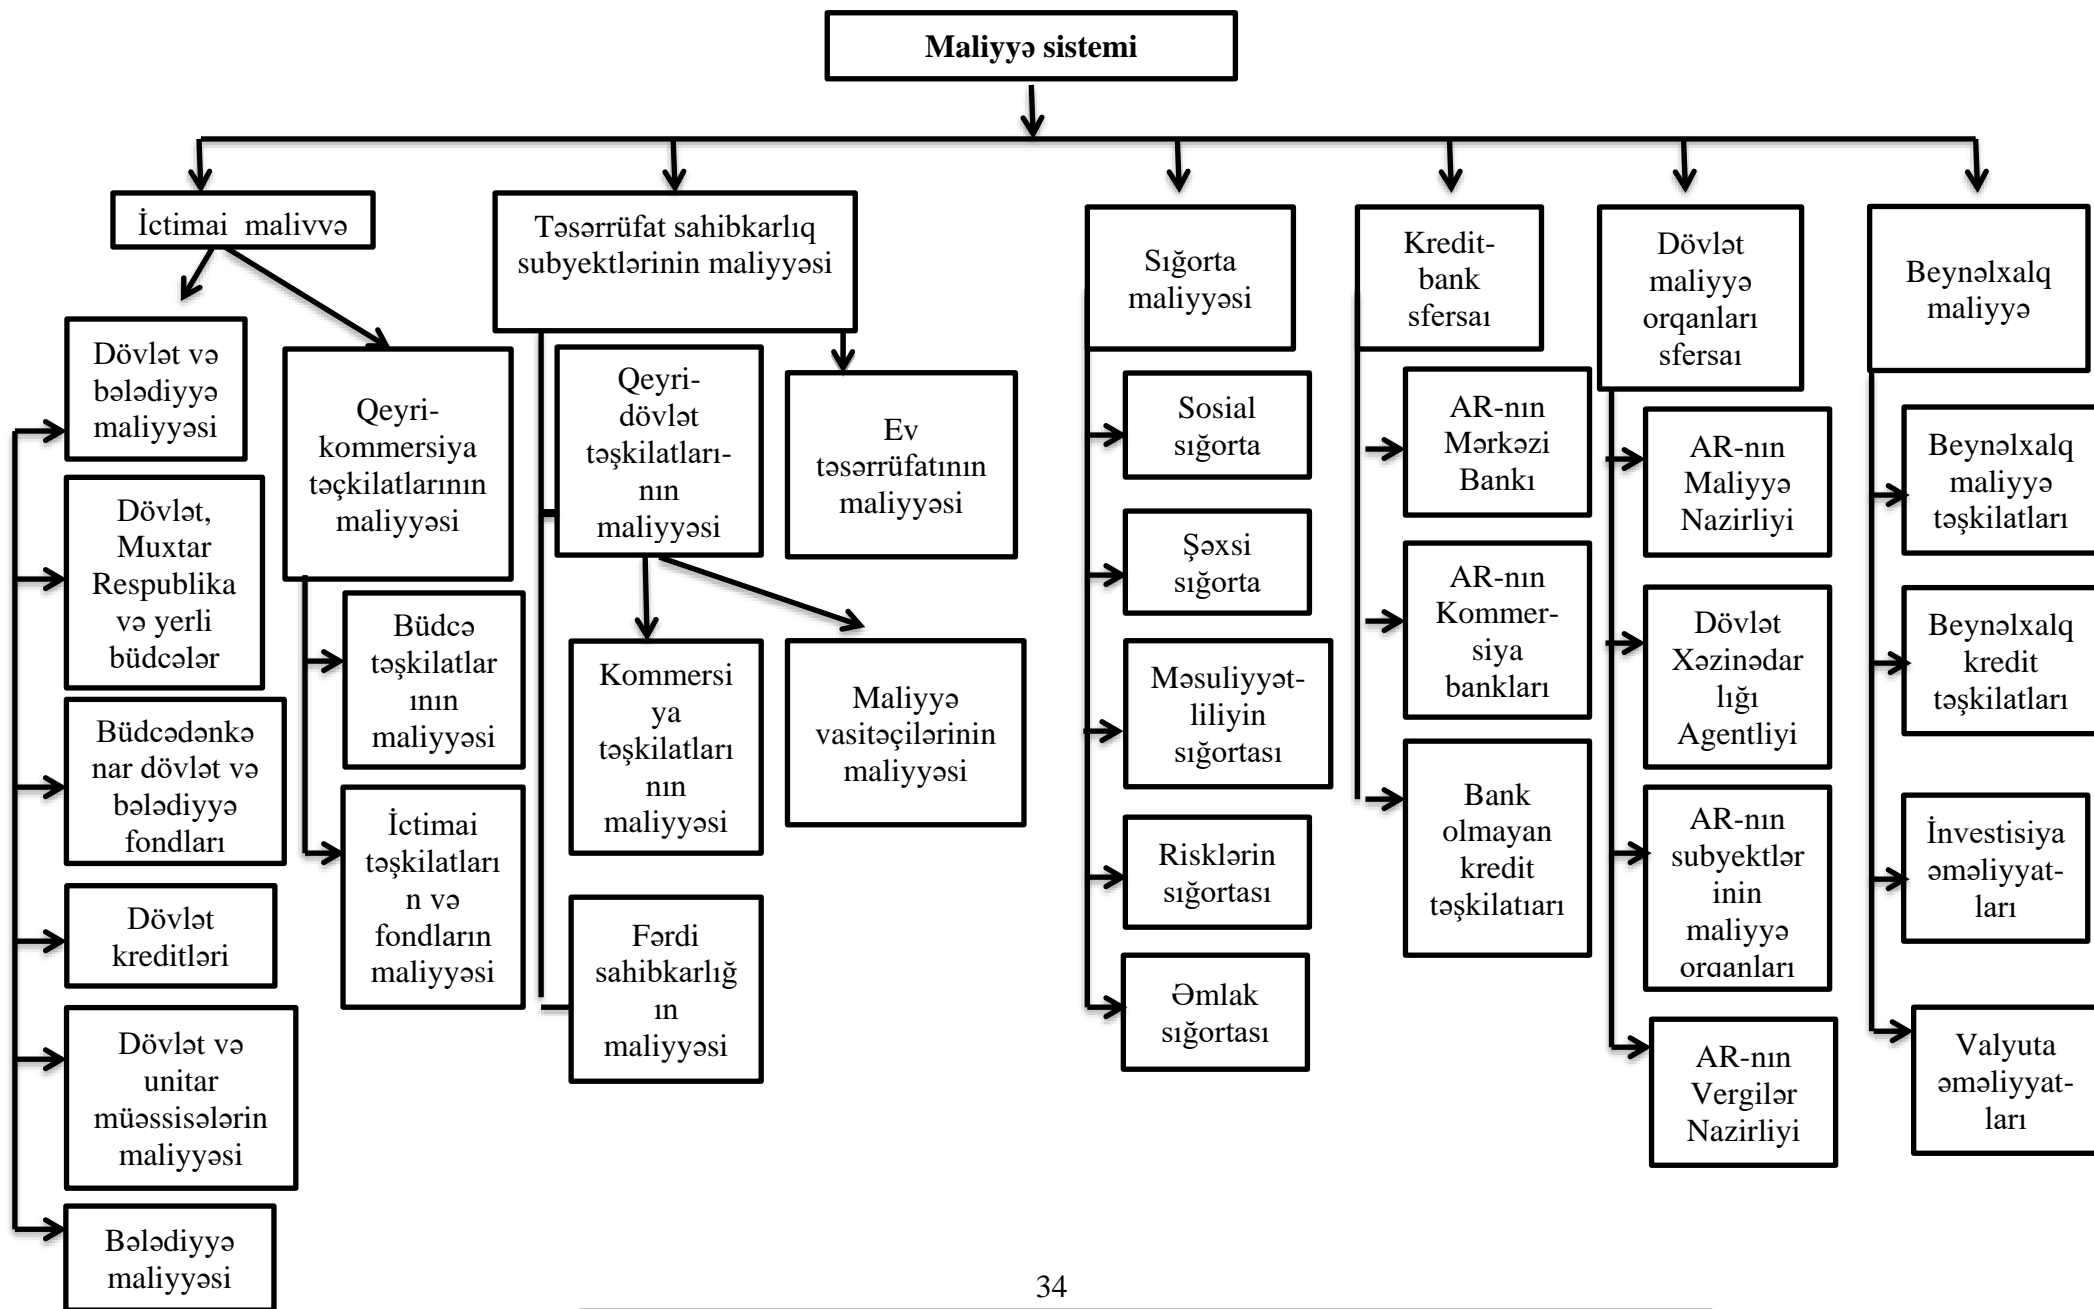 Maliyyə sistemi
İctimai maliyyə
Təsərrüfat sahibkarlıq
subyektlərinin maliyyəsi
Sığorta
maliyyəsi
Kredit-
bank
sfersaı
Dövlət
maliyyə
orqanları
sfersaı
Beynəlxalq
maliyyə
Dövlət və
bələdiyyə
maliyyəsi
Dövlət,
Muxtar
Respublika
və yerli
büdcələr
Büdcədənkə
nar dövlət və
bələdiyyə
fondları
Dövlət
kreditləri
Dövlət və
unitar
müəssisələrin
maliyyəsi
Bələdiyyə
maliyyəsi
Qeyri-
kommersiya
təçkilatlarının
maliyyəsi
Büdcə
təşkilatlar
ının
maliyyəsi
İctimai
təşkilatları
n və
fondların
maliyyəsi
Qeyri-
dövlət
təşkilatları-
nın
maliyyəsi
Kommersi
ya
təşkilatları
nın
maliyyəsi
Fərdi
sahibkarlığ
ın
maliyyəsi
Ev
təsərrüfatının
maliyyəsi
Maliyyə
vasitəçilərinin
maliyyəsi
Sosial
sığorta
Şəxsi
sığorta
Məsuliyyət-
liliyin
sığortası
Risklərin
sığortası
Əmlak
sığortası
AR-nın
Mərkəzi
Bankı
AR-nın
Kommer-
siya
bankları
Bank
olmayan
kredit
təşkilatıarı
AR-nın
Maliyyə
Nazirliyi
Dövlət
Xəzinədar
lığı
Agentliyi
AR-nın
subyektlər
inin
maliyyə
orqanları
AR-nın
Vergilər
Nazirliyi
Beynəlxalq
maliyyə
təşkilatları
Beynəlxalq
kredit
təşkilatları
İnvestisiya
əməliyyat-
ları
Valyuta
əməliyyat-
ları
34